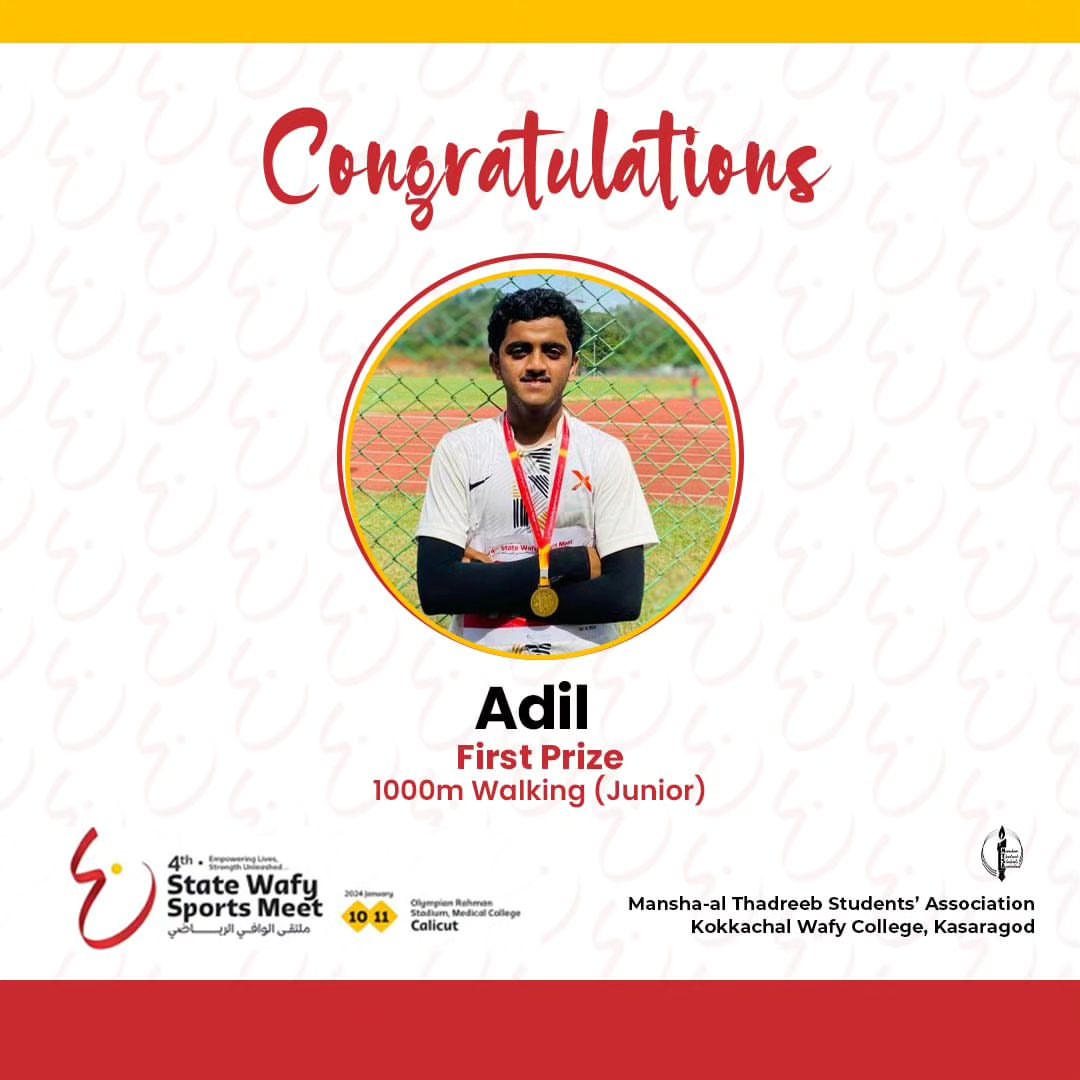 Congratulations
4th State Wafy Sports Meet
Adil
First Prize
1000m Walking (Junior)
4th • Empowering Lives,
Strength Unleashed...
State Wafy
Sports Meet
ملتقى الوافي الرياضي
2024 January
10 11
Olympian Rahman
Stadium, Medical College
Calicut
Mansha-al Thadreeb Students’ Association
Kokkachal Wafy College, Kasaragod